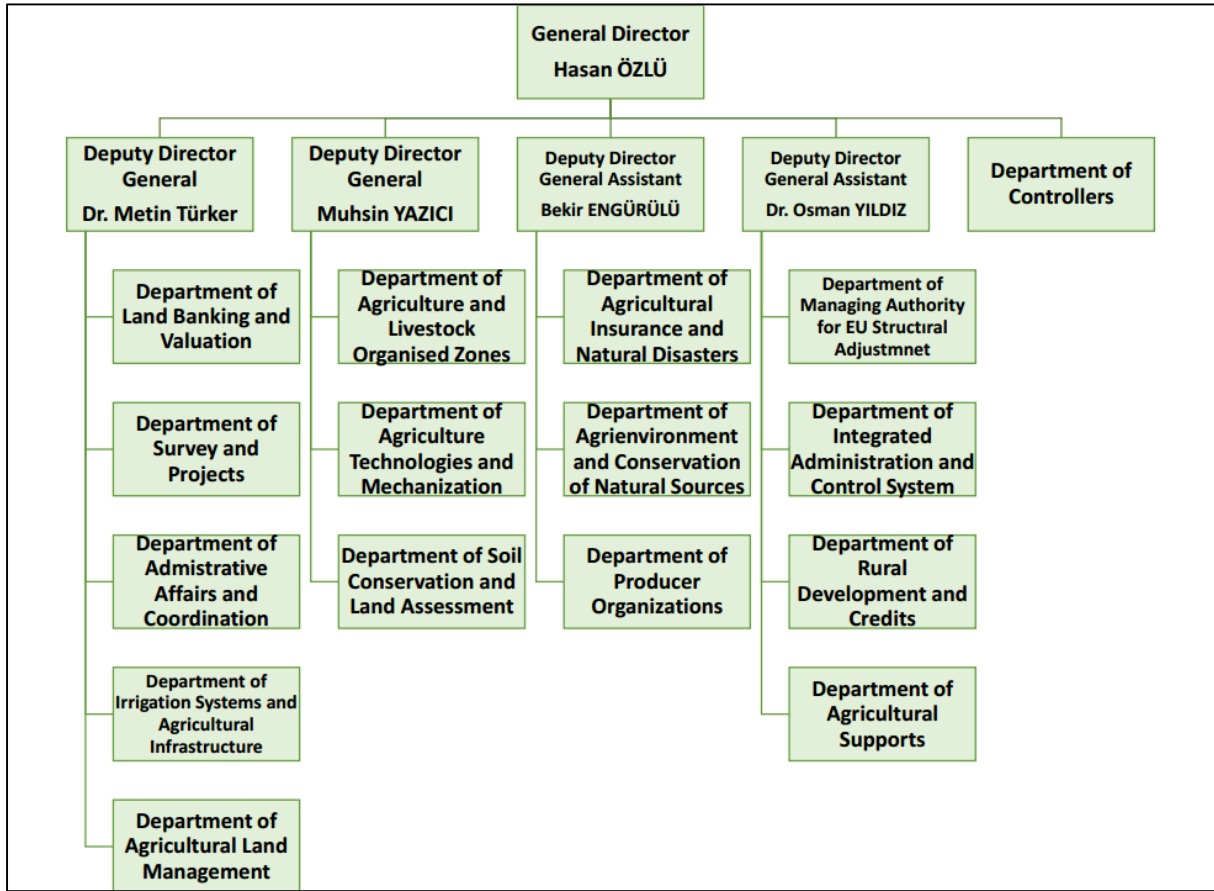 General Director
Hasan ÖZLÜ
Deputy Director
General
Dr. Metin Türker
Deputy Director
General
Muhsin YAZICI
Deputy Director
General Assistant
Bekir ENGÜRÜLÜ
Deputy Director
General Assistant
Dr. Osman YILDIZ
Department of
Controllers
Department of
Land Banking and
Valuation
Department of
Survey and
Projects
Department of
Admistrative
Affairs and
Coordination
Department of
Irrigation Systems and
Agricultural
Infrastructure
Department of
Agricultural Land
Management
Department of
Agriculture and
Livestock
Organised Zones
Department of
Agriculture
Technologies and
Mechanization
Department of Soil
Conservation and
Land Assessment
Department of
Agricultural
Insurance and
Natural Disasters
Department of
Agrienvironment
and Conservation
of Natural Sources
Department of
Producer
Organizations
Department of
Managing Authority
for EU Structıral
Adjustmnet
Department of
Integrated
Administration and
Control System
Department of
Rural
Development and
Credits
Department of
Agricultural
Supports